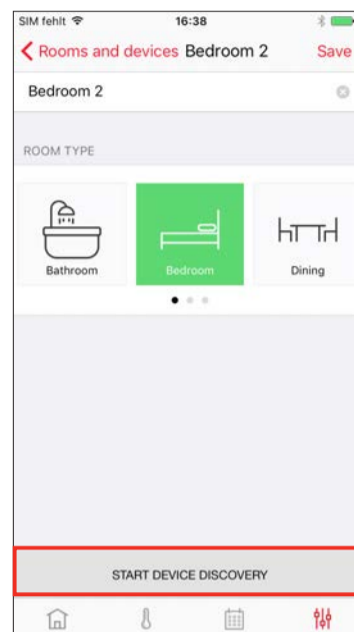 SIM fehlt 16:38
Rooms and devices Bedroom 2 Save
Bedroom 2
ROOM TYPE
Bathroom Bedroom Dining
START DEVICE DISCOVERY